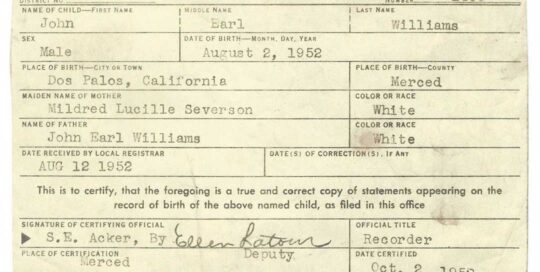 NAME OF CHILD—FIRST NAME MIDDLE NAME LAST NAME
John Earl Williams
SEX DATE OF BIRTH—MONTH, DAY, YEAR
Male August 2, 1952
PLACE OF BIRTH—CITY OR TOWN PLACE OF BIRTH—COUNTY
Dos Palos, California Merced
MAIDEN NAME OF MOTHER COLOR OR RACE
Mildred Lucille Severson White
NAME OF FATHER COLOR OR RACE
John Earl Williams White
DATE RECEIVED BY LOCAL REGISTRAR DATE(S) OF CORRECTION(S), If Any
AUG 12 1952
This is to certify, that the foregoing is a true and correct copy of statements appearing on
the record of birth of the above named child, as filed in this office
SIGNATURE OF CERTIFYING OFFICIAL OFFICIAL TITLE
S.E. Acker, By Ellen Latour Recorder
Deputy
PLACE OF CERTIFICATION DATE CERTIFIED
Merced Oct. 2